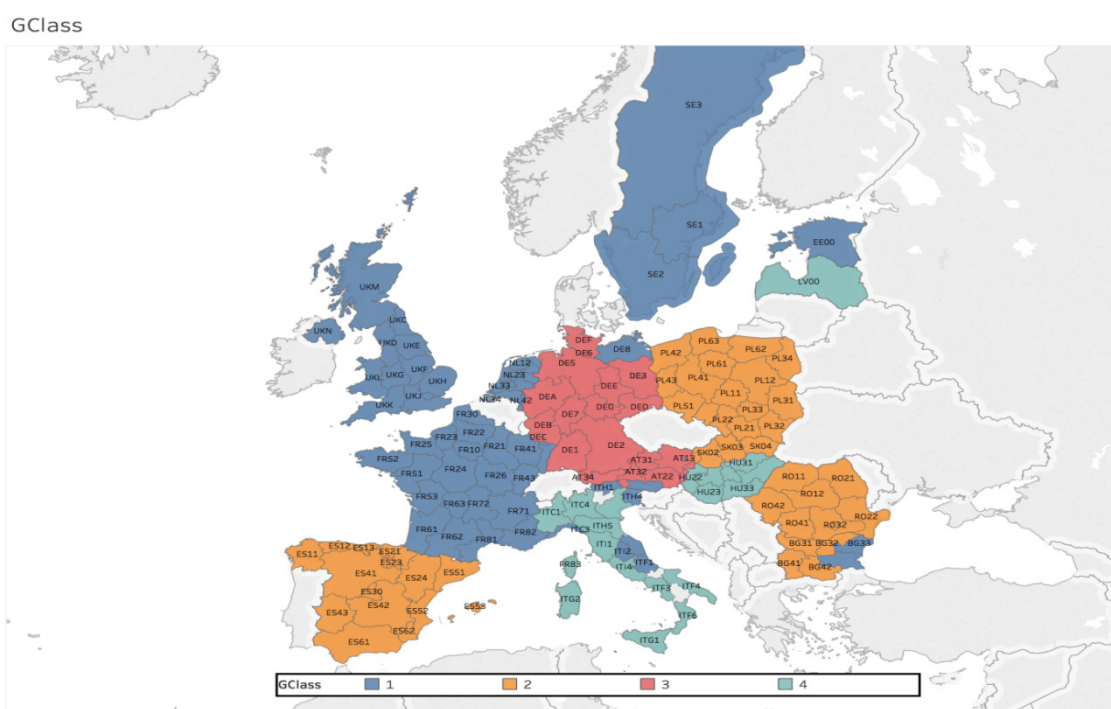 GClass
SE3
SE1
EE00
SE2
LV00
UKM
UKC
UKN
UKD
UKE
UKF
UKL
UKG
UKH
UKJ
UKK
DEF
DE6
DE8
NL12
DE5
NL23
NL33
NL34
NL42
DE3
DEE
DEA
DEG
DED
DE7
DEB
DEC
DE2
DE1
PL63
PL42
PL62
PL34
PL61
PL43
PL41
PL12
PL11
PL31
PL51
PL33
PL22
PL32
PL21
SK03
SK04
SK02
FR30
FR22
FR23
FR25
FR10
FR21
FR41
FR52
FR24
FR51
FR26
FR43
FR53
FR63
FR72
FR71
FR61
FR62
FR81
FR82
AT31
AT13
AT32
AT34
AT22
HU22
HU31
HU23
HU33
ITH1
ITH4
ITC1
ITC4
ITC3
ITH5
ITI1
ITI2
ITI4
ITF1
FR83
ITG2
ITF3
ITF4
ITF6
ITG1
RO11
RO21
RO12
RO42
RO22
RO41
RO32
BG31
BG32
BG33
BG41
BG42
ES11
ES12
ES13
ES21
ES23
ES41
ES24
ES51
ES30
ES42
ES43
ES52
ES53
ES62
ES61
GClass 1 2 3 4